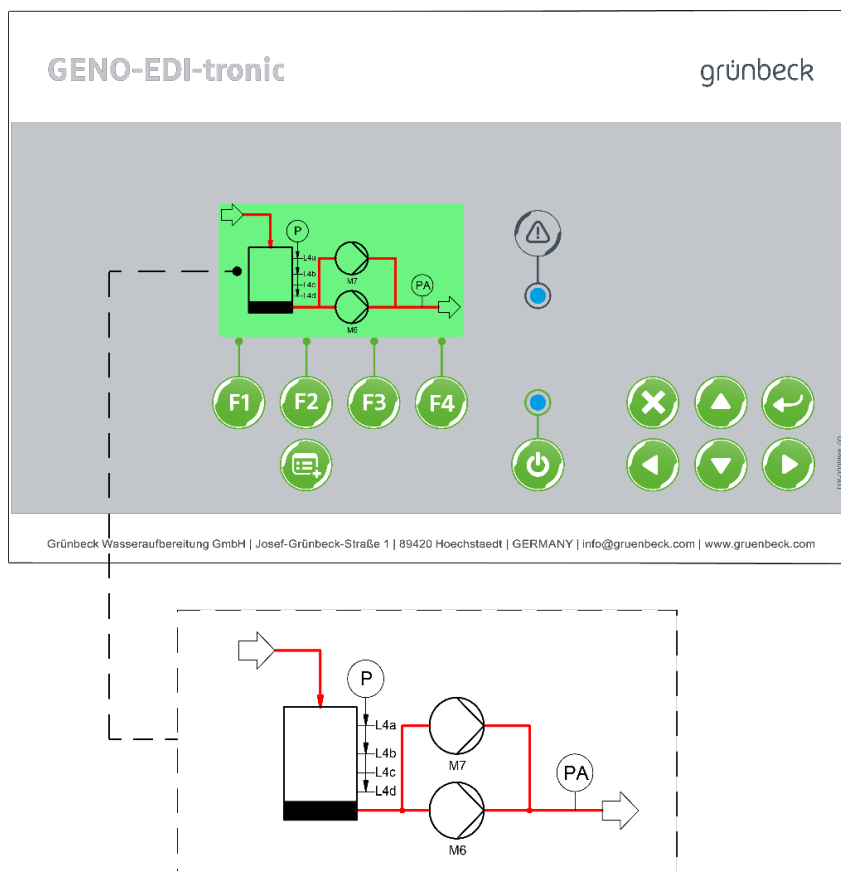 GENO-EDI-tronic
grünbeck
P
L4a
L4b
L4c
L4d
M7
M6
PA
F1
F2
F3
F4
Grünbeck Wasseraufbereitung GmbH | Josef-Grünbeck-Straße 1 | 89420 Hoechstaedt | GERMANY | info@gruenbeck.com | www.gruenbeck.com
P
L4a
L4b
L4c
L4d
M7
PA
M6